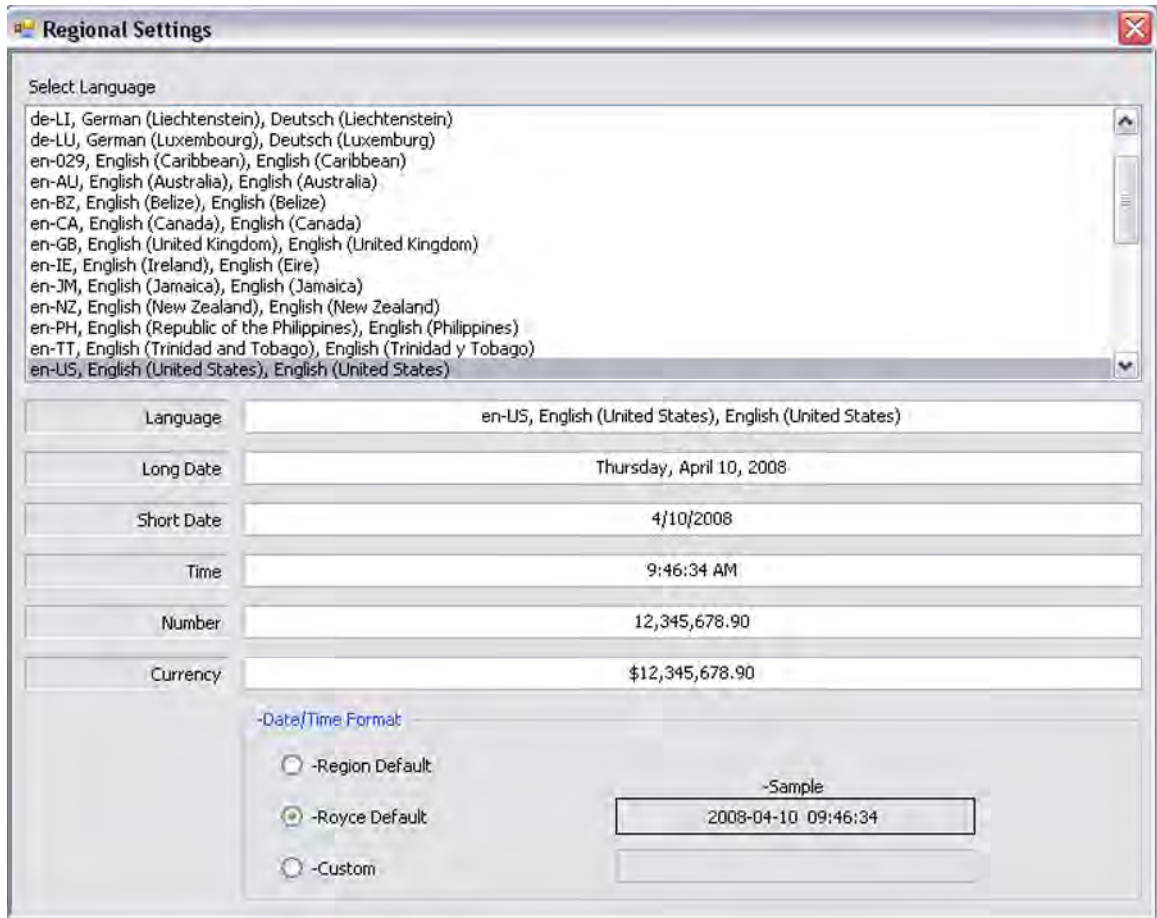 Regional Settings
Select Language
de-LI, German (Liechtenstein), Deutsch (Liechtenstein)
de-LU, German (Luxembourg), Deutsch (Luxemburg)
en-029, English (Caribbean), English (Caribbean)
en-AU, English (Australia), English (Australia)
en-BZ, English (Belize), English (Belize)
en-CA, English (Canada), English (Canada)
en-GB, English (United Kingdom), English (United Kingdom)
en-IE, English (Ireland), English (Eire)
en-JM, English (Jamaica), English (Jamaica)
en-NZ, English (New Zealand), English (New Zealand)
en-PH, English (Republic of the Philippines), English (Philippines)
en-TT, English (Trinidad and Tobago), English (Trinidad y Tobago)
en-US, English (United States), English (United States)
Language en-US, English (United States), English (United States)
Long Date Thursday, April 10, 2008
Short Date 4/10/2008
Time 9:46:34 AM
Number 12,345,678.90
Currency $12,345,678.90
-Date/Time Format
-Region Default
-Sample
-Royce Default 2008-04-10 09:46:34
-Custom